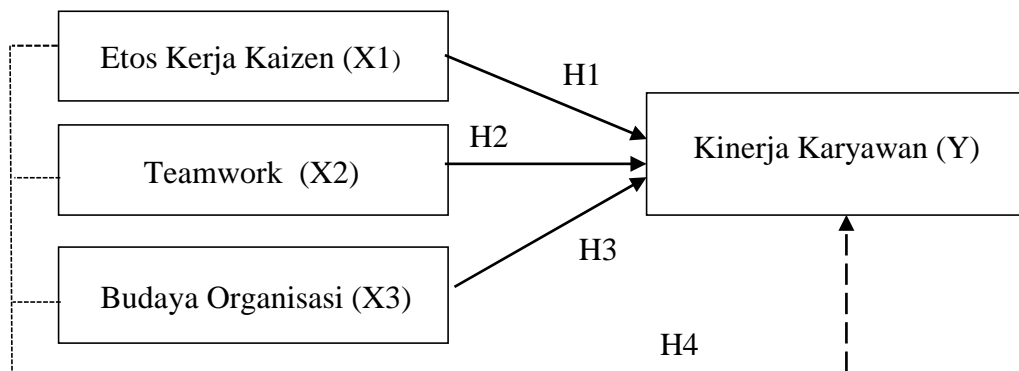 Etos Kerja Kaizen (X1)
H1
Kinerja Karyawan (Y)
Teamwork (X2)
H2
Budaya Organisasi (X3)
H3
H4